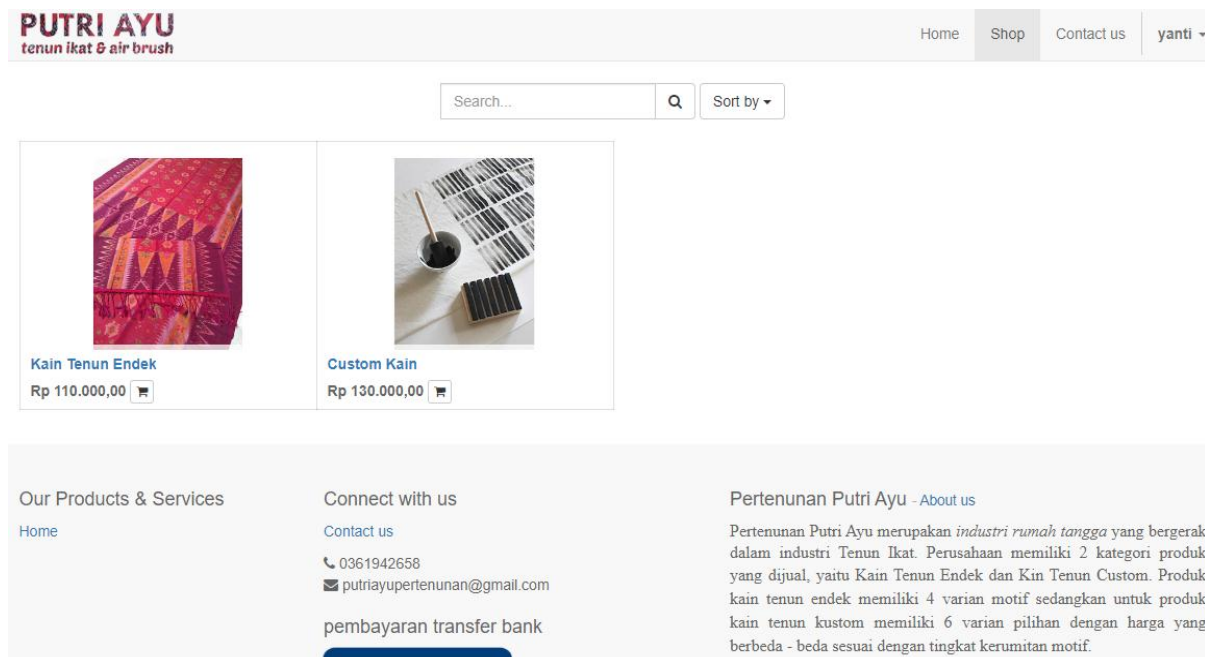 PUTRI AYU
tenun ikat & air brush
Home Shop Contact us yanti
Search... Sort by
Kain Tenun Endek
Rp 110.000,00
Custom Kain
Rp 130.000,00
Our Products & Services
Home
Connect with us
Contact us
0361942658
putriayupertenunan@gmail.com
pembayaran transfer bank
Pertenunan Putri Ayu - About us
Pertenunan Putri Ayu merupakan industri rumah tangga yang bergerak
dalam industri Tenun Ikat. Perusahaan memiliki 2 kategori produk
yang dijual, yaitu Kain Tenun Endek dan Kin Tenun Custom. Produk
kain tenun endek memiliki 4 varian motif sedangkan untuk produk
kain tenun kustom memiliki 6 varian pilihan dengan harga yang
berbeda - beda sesuai dengan tingkat kerumitan motif.